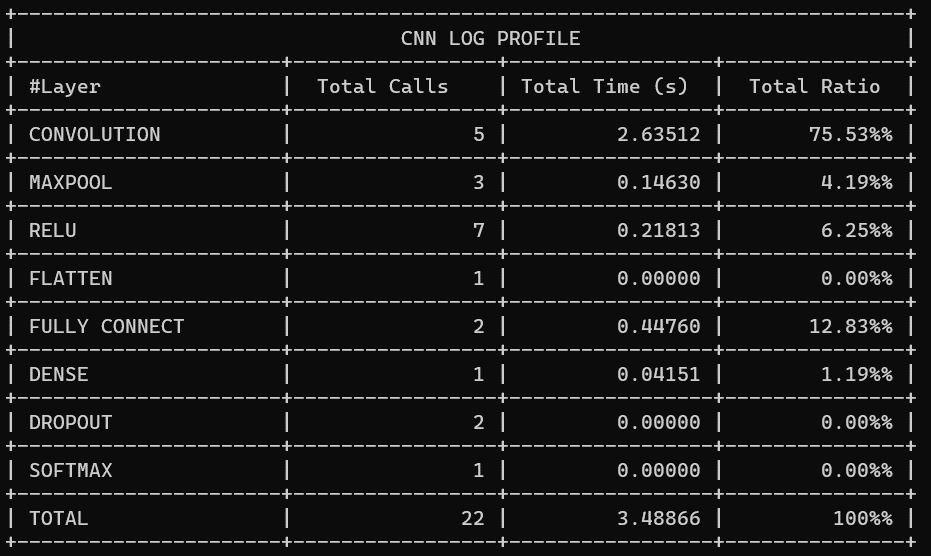 CNN LOG PROFILE
#Layer | Total Calls | Total Time (s) | Total Ratio
CONVOLUTION | 5 | 2.63512 | 75.53%%
MAXPOOL | 3 | 0.14630 | 4.19%%
RELU | 7 | 0.21813 | 6.25%%
FLATTEN | 1 | 0.00000 | 0.00%%
FULLY CONNECT | 2 | 0.44760 | 12.83%%
DENSE | 1 | 0.04151 | 1.19%%
DROPOUT | 2 | 0.00000 | 0.00%%
SOFTMAX | 1 | 0.00000 | 0.00%%
TOTAL | 22 | 3.48866 | 100%%